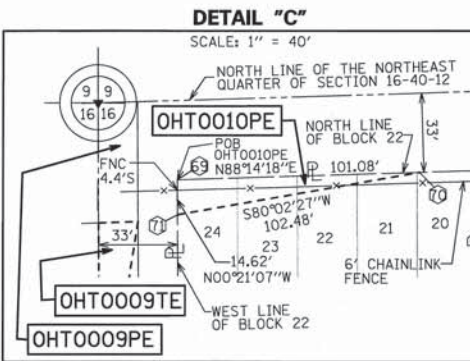 DETAIL "C"
SCALE: 1" = 40'
NORTH LINE OF THE NORTHEAST
QUARTER OF SECTION 16-40-12
9 9
16 16
OHT0010PE
NORTH LINE
OF BLOCK 22
33'
POB
OHT0010PE
N88°14'18"E
101.08'
FNC
4.4'S
69
70
71
S80°02'27"W
102.48'
33'
24
23
22
21
20
14.62'
N00°21'07"W
6' CHAINLINK
FENCE
OHT0009TE
WEST LINE
OF BLOCK 22
OHT0009PE